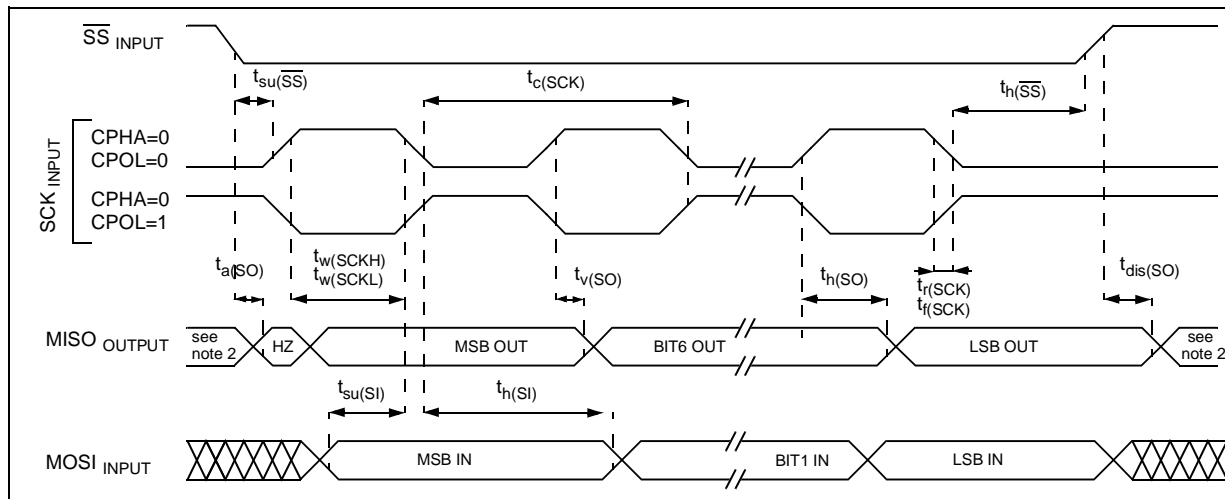 SS INPUT
tsu(SS)
tc(SCK)
th(SS)
SCK INPUT
CPHA=0
CPOL=0
CPHA=0
CPOL=1
ta(SO)
tw(SCKH)
tw(SCKL)
tv(SO)
th(SO)
tr(SCK)
tf(SCK)
tdis(SO)
MISO OUTPUT
see
note 2
HZ
MSB OUT
BIT6 OUT
LSB OUT
see
note 2
tsu(SI)
th(SI)
MOSI INPUT
MSB IN
BIT1 IN
LSB IN